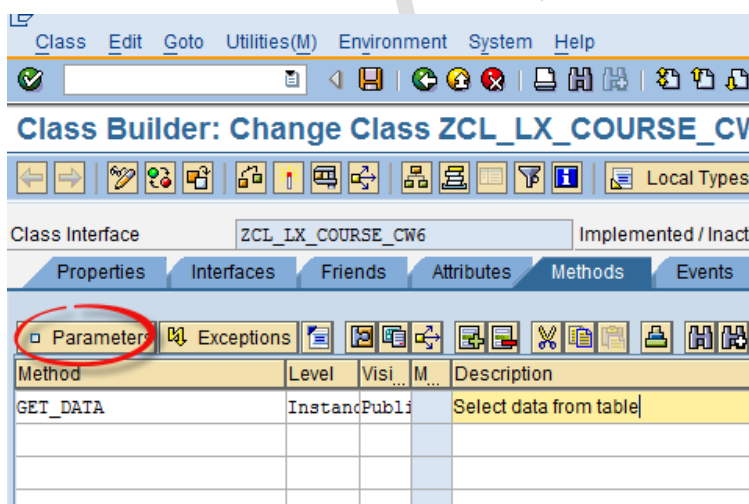 Class Edit Goto Utilities(M) Environment System Help
Class Builder: Change Class ZCL_LX_COURSE_CW
Local Types
Class Interface ZCL_LX_COURSE_CW6 Implemented / Inact
Properties Interfaces Friends Attributes Methods Events
Parameters Exceptions
Method Level Visi... M... Description
GET_DATA Instanc Publi Select data from table